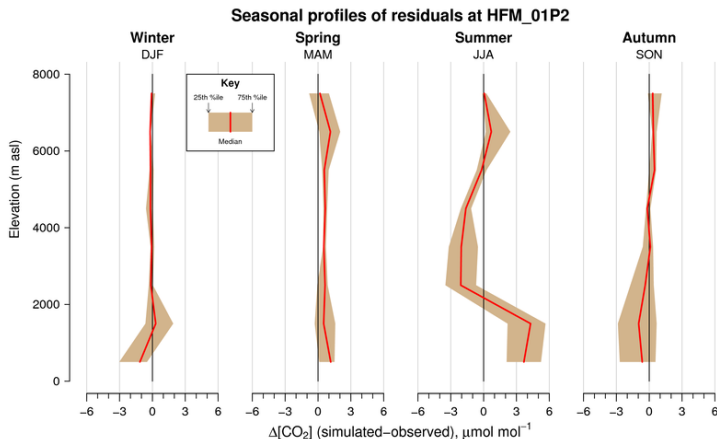 Seasonal profiles of residuals at HFM_01P2
Winter Spring Summer Autumn
DJF MAM JJA SON
8000
6000
4000
2000
0
Elevation (m asl)
Key
25th %ile 75th %ile
Median
−6 −3 0 3 6 −6 −3 0 3 6 −6 −3 0 3 6 −6 −3 0 3 6
Δ[CO₂] (simulated−observed), μmol mol⁻¹